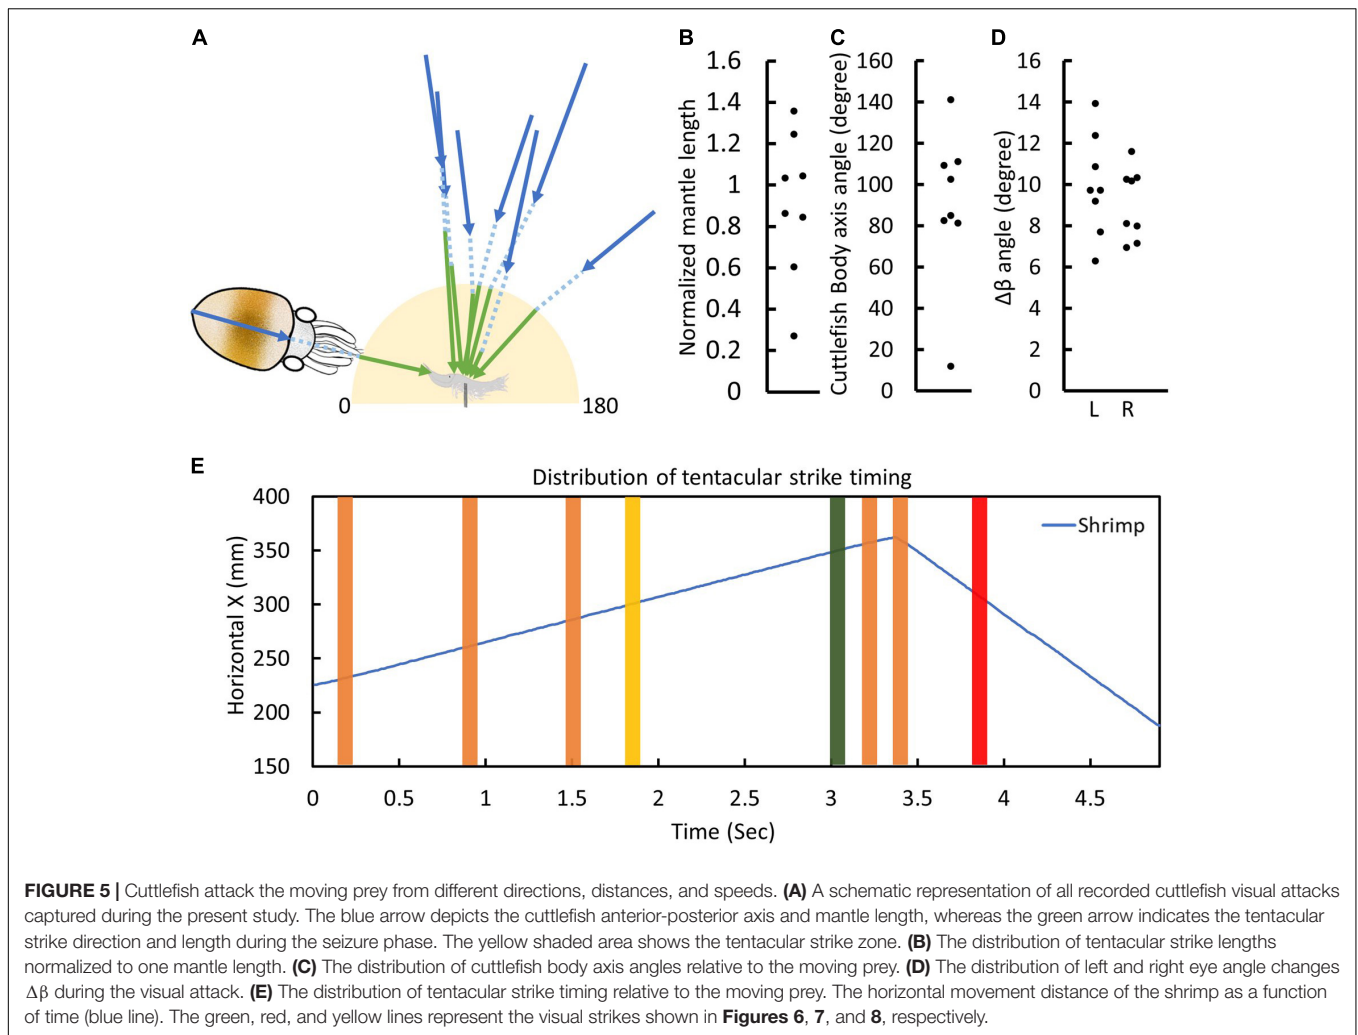 A
B
C
D
0
180
Normalized mantle length
1.6
1.4
1.2
1
0.8
0.6
0.4
0.2
0
Cuttlefish Body axis angle (degree)
160
140
120
100
80
60
40
20
0
Δβ angle (degree)
16
14
12
10
8
6
4
2
0
L R
E
Distribution of tentacular strike timing
Shrimp
Horizontal X (mm)
400
350
300
250
200
150
0 0.5 1 1.5 2 2.5 3 3.5 4 4.5
Time (Sec)
FIGURE 5 | Cuttlefish attack the moving prey from different directions, distances, and speeds. (A) A schematic representation of all recorded cuttlefish visual attacks
captured during the present study. The blue arrow depicts the cuttlefish anterior-posterior axis and mantle length, whereas the green arrow indicates the tentacular
strike direction and length during the seizure phase. The yellow shaded area shows the tentacular strike zone. (B) The distribution of tentacular strike lengths
normalized to one mantle length. (C) The distribution of cuttlefish body axis angles relative to the moving prey. (D) The distribution of left and right eye angle changes
Δβ during the visual attack. (E) The distribution of tentacular strike timing relative to the moving prey. The horizontal movement distance of the shrimp as a function
of time (blue line). The green, red, and yellow lines represent the visual strikes shown in Figures 6, 7, and 8, respectively.